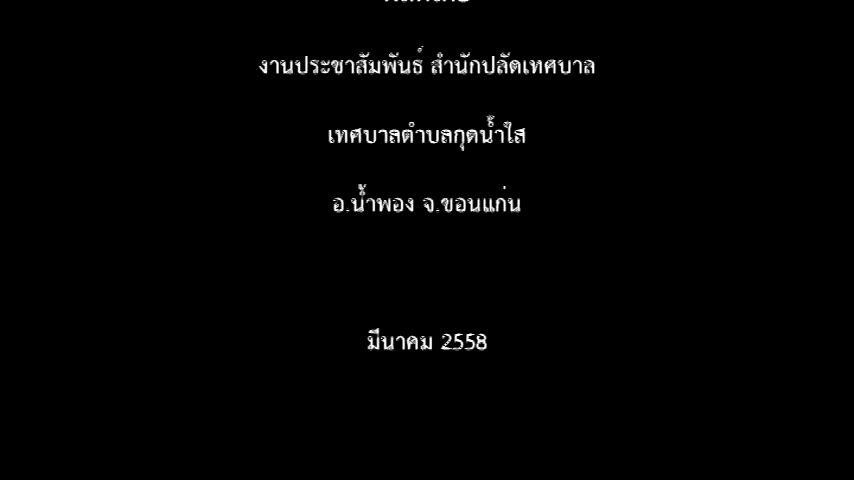 งานประชาสัมพันธ์ สำนักปลัดเทศบาล
เทศบาลตำบลกุดน้ำใส
อ.น้ำพอง จ.ขอนแก่น
มีนาคม 2558